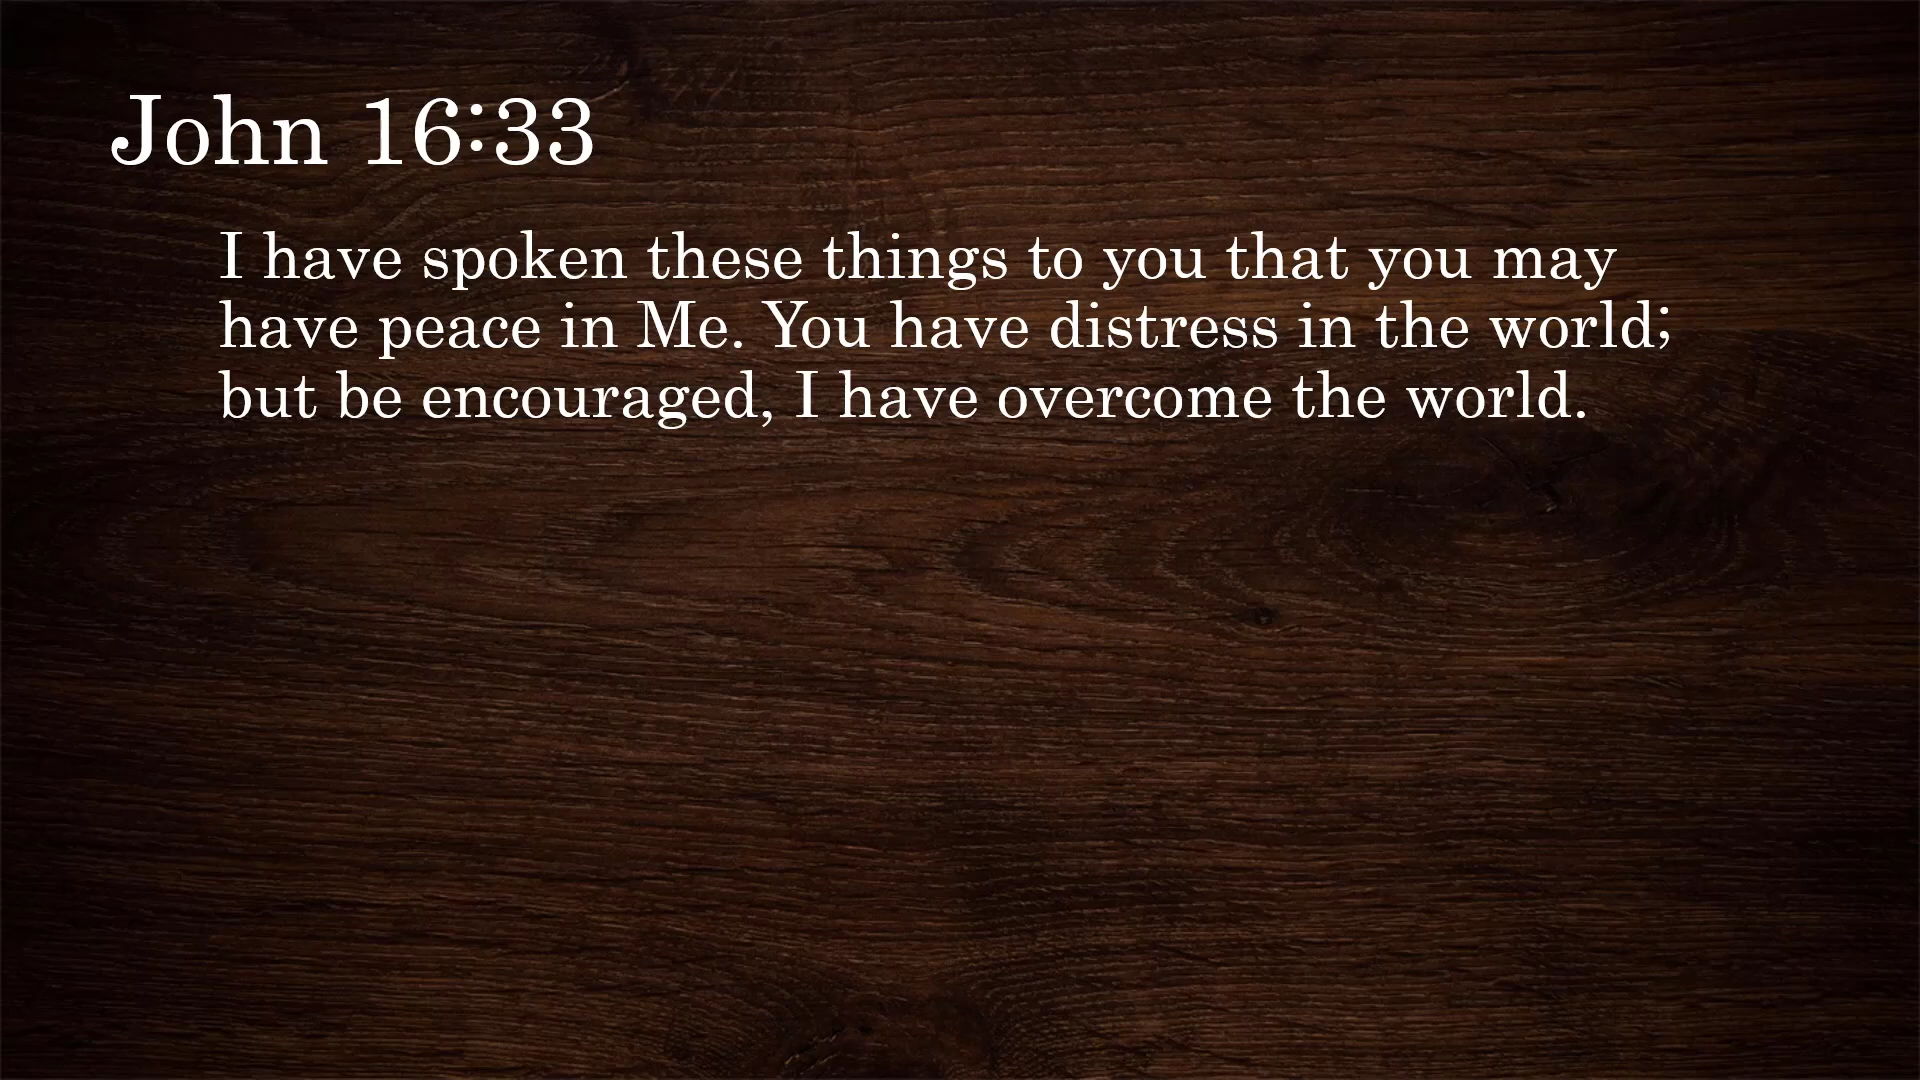 John 16:33
I have spoken these things to you that you may
have peace in Me. You have distress in the world;
but be encouraged, I have overcome the world.